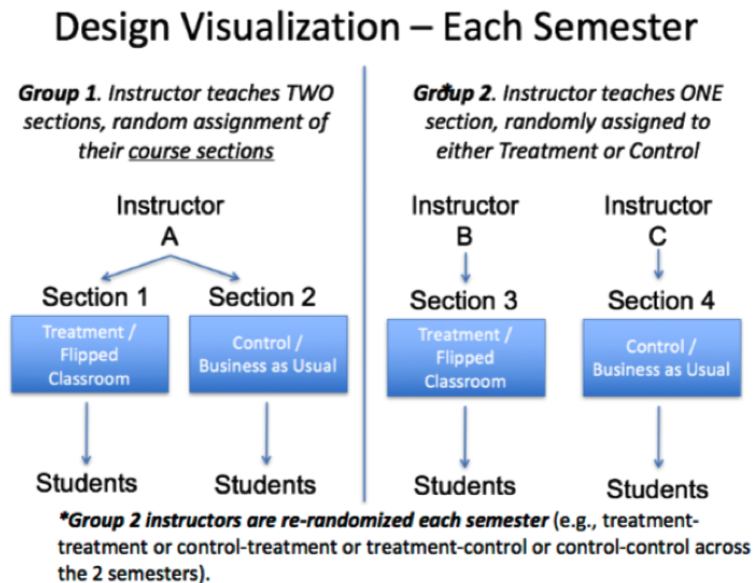 Design Visualization – Each Semester
Group 1. Instructor teaches TWO
sections, random assignment of
their course sections
Instructor
A
Section 1
Treatment /
Flipped
Classroom
Students
Section 2
Control /
Business as Usual
Students
Group 2. Instructor teaches ONE
section, randomly assigned to
either Treatment or Control
Instructor
B
Section 3
Treatment /
Flipped
Classroom
Students
Instructor
C
Section 4
Control /
Business as Usual
Students
*Group 2 instructors are re-randomized each semester (e.g., treatment-
treatment or control-treatment or treatment-control or control-control across
the 2 semesters).